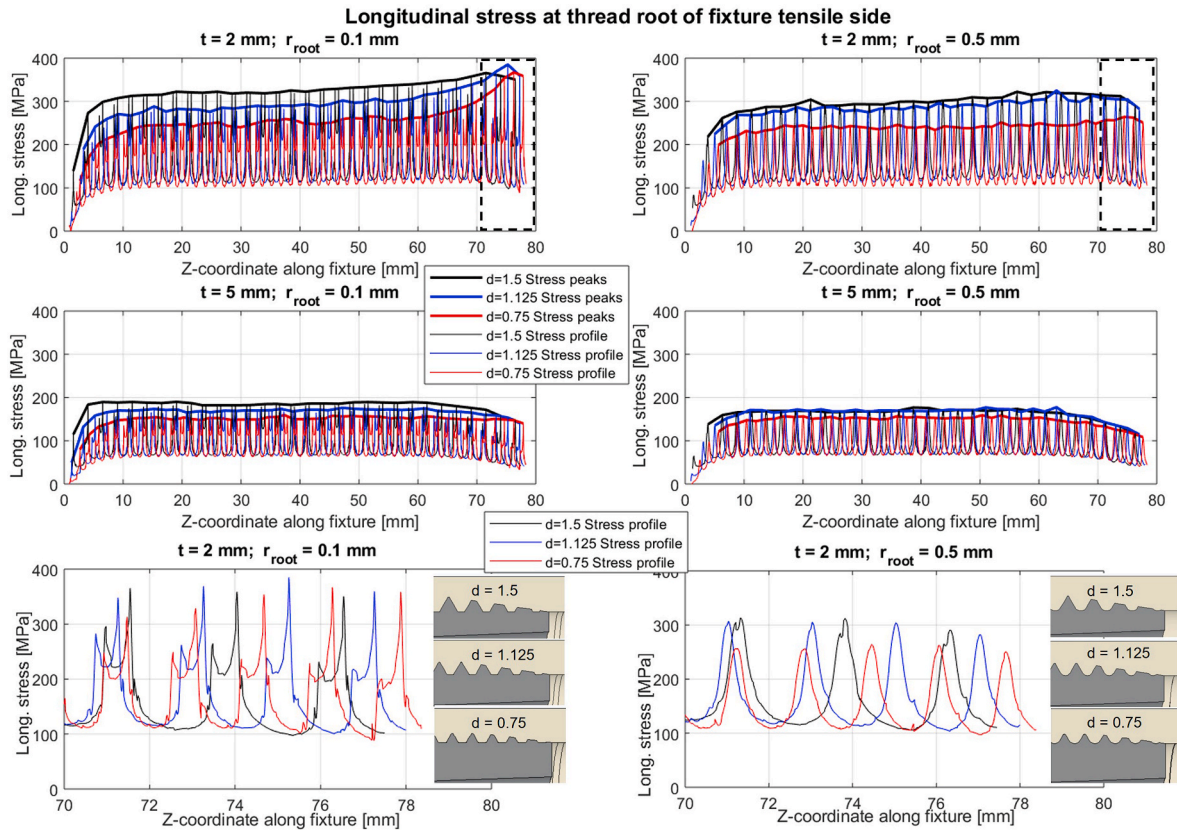 Longitudinal stress at thread root of fixture tensile side
t = 2 mm; r_root = 0.1 mm
400
300
200
100
0
Long. stress [MPa]
0 10 20 30 40 50 60 70 80
Z-coordinate along fixture [mm]
t = 2 mm; r_root = 0.5 mm
400
300
200
100
0
Long. stress [MPa]
0 10 20 30 40 50 60 70 80
Z-coordinate along fixture [mm]
d=1.5 Stress peaks
d=1.125 Stress peaks
d=0.75 Stress peaks
d=1.5 Stress profile
d=1.125 Stress profile
d=0.75 Stress profile
t = 5 mm; r_root = 0.1 mm
400
300
200
100
0
Long. stress [MPa]
0 10 20 30 40 50 60 70 80
Z-coordinate along fixture [mm]
t = 5 mm; r_root = 0.5 mm
400
300
200
100
0
Long. stress [MPa]
0 10 20 30 40 50 60 70 80
Z-coordinate along fixture [mm]
d=1.5 Stress profile
d=1.125 Stress profile
d=0.75 Stress profile
t = 2 mm; r_root = 0.1 mm
400
300
200
100
0
Long. stress [MPa]
70 72 74 76 78 80
Z-coordinate along fixture [mm]
d = 1.5
d = 1.125
d = 0.75
t = 2 mm; r_root = 0.5 mm
400
300
200
100
0
Long. stress [MPa]
70 72 74 76 78 80
Z-coordinate along fixture [mm]
d = 1.5
d = 1.125
d = 0.75